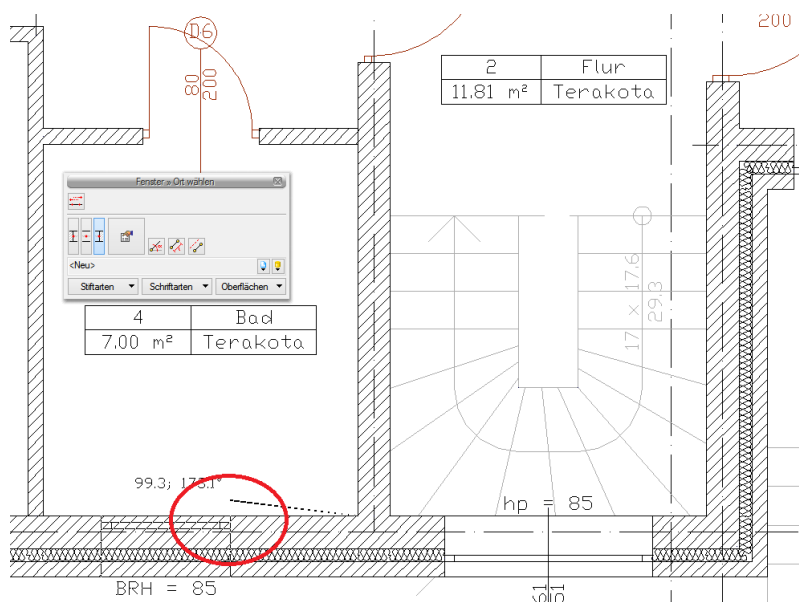 D6
80
200
200
2 Flur
11.81 m² Terakota
Fenster » Ort wählen
<Neu>
Stiftarten Schriftarten Oberflächen
4 Bad
7.00 m² Terakota
17 x 17.6
29.3
99.3; 173.1°
hp = 85
BRH = 85